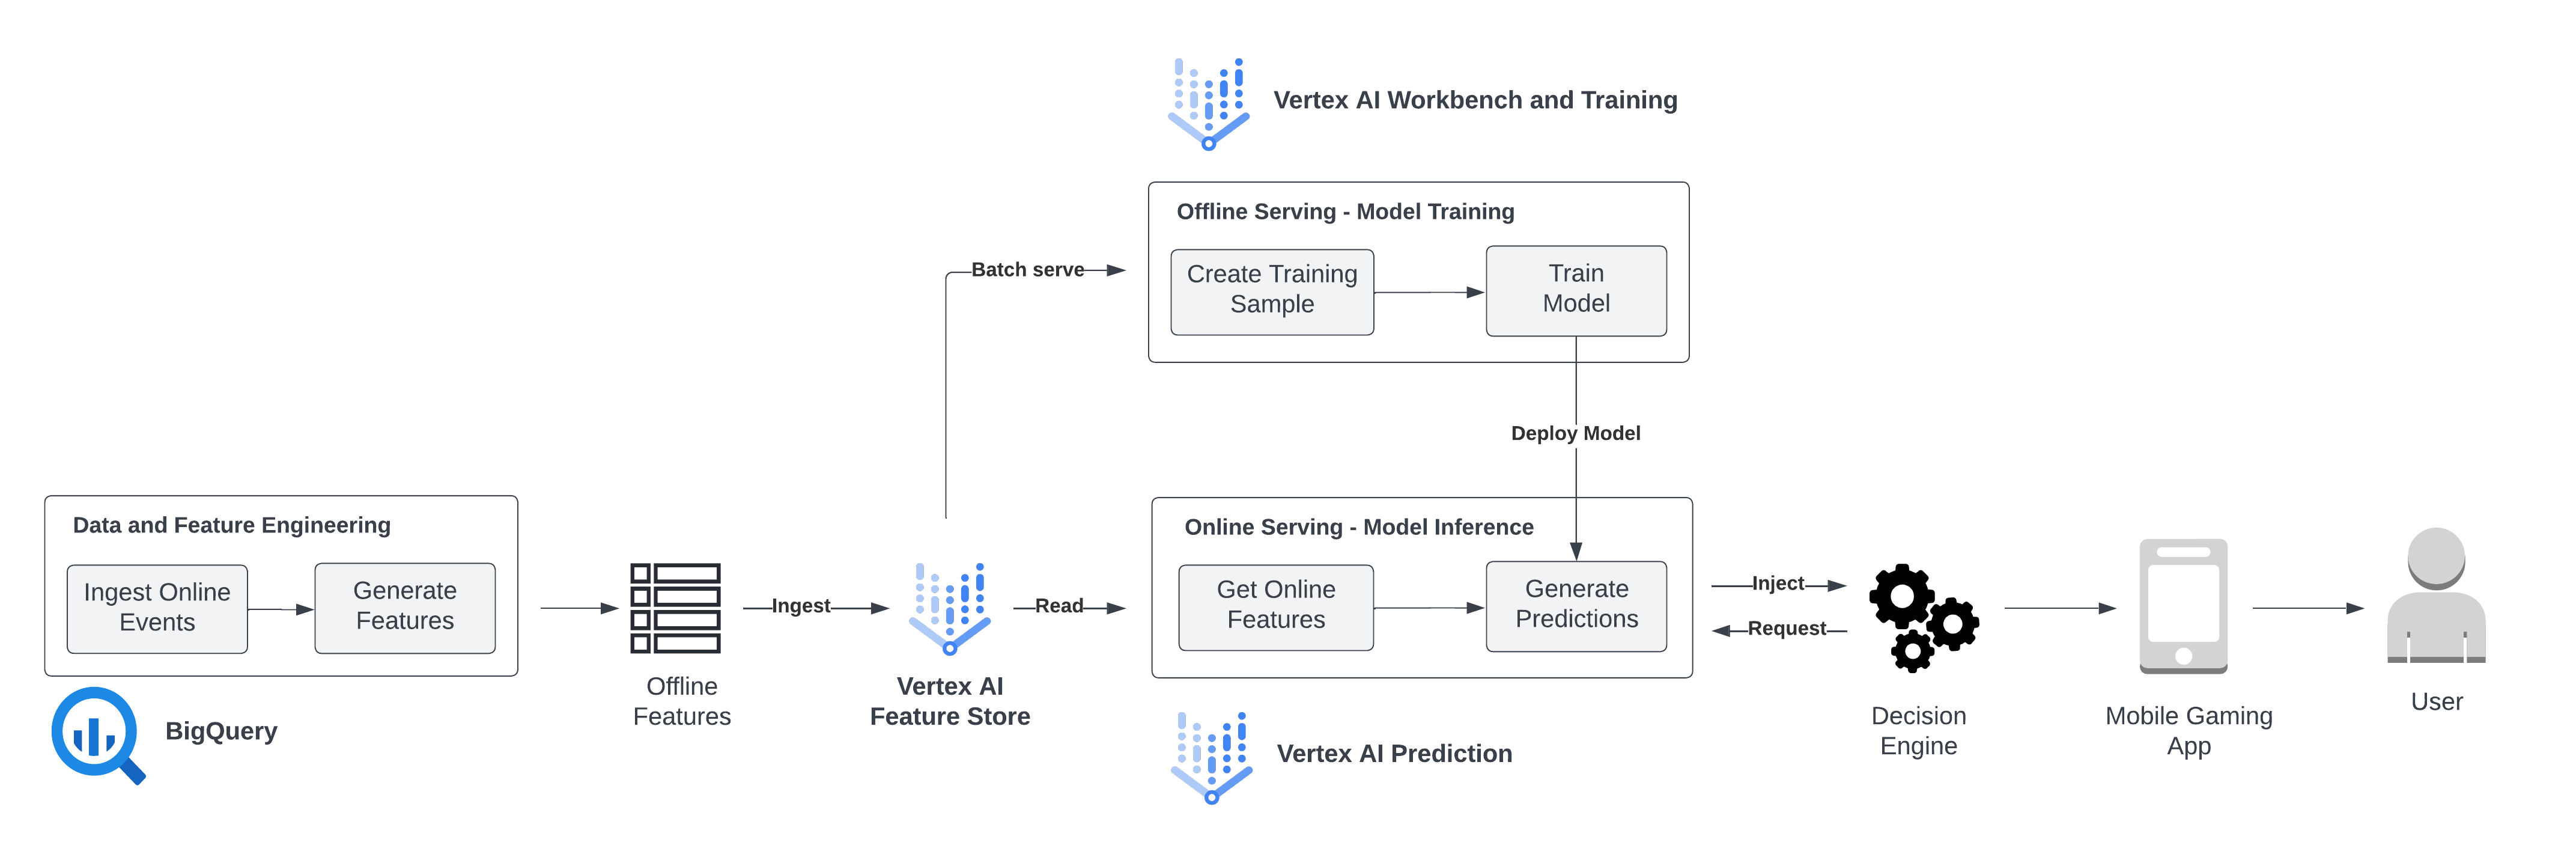 Vertex AI Workbench and Training
Offline Serving - Model Training
Create Training
Sample
Train
Model
Batch serve
Deploy Model
Data and Feature Engineering
Ingest Online
Events
Generate
Features
BigQuery
Offline
Features
Ingest
Vertex AI
Feature Store
Read
Online Serving - Model Inference
Get Online
Features
Generate
Predictions
Vertex AI Prediction
Inject
Request
Decision
Engine
Mobile Gaming
App
User